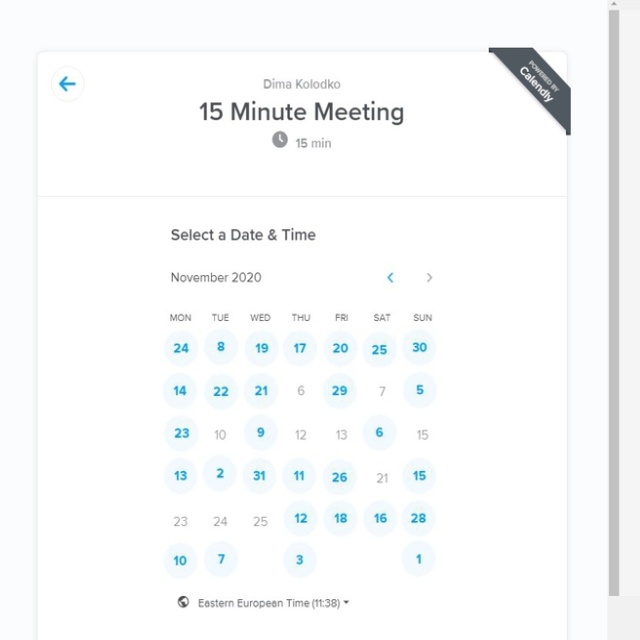 POWERED BY
Calendly
Dima Kolodko
15 Minute Meeting
15 min
Select a Date & Time
November 2020
MON TUE WED THU FRI SAT SUN
24 8 19 17 20 25 30
14 22 21 6 29 7 5
23 10 9 12 13 6 15
13 2 31 11 26 21 15
23 24 25 12 18 16 28
10 7 3 1
Eastern European Time (11:38)